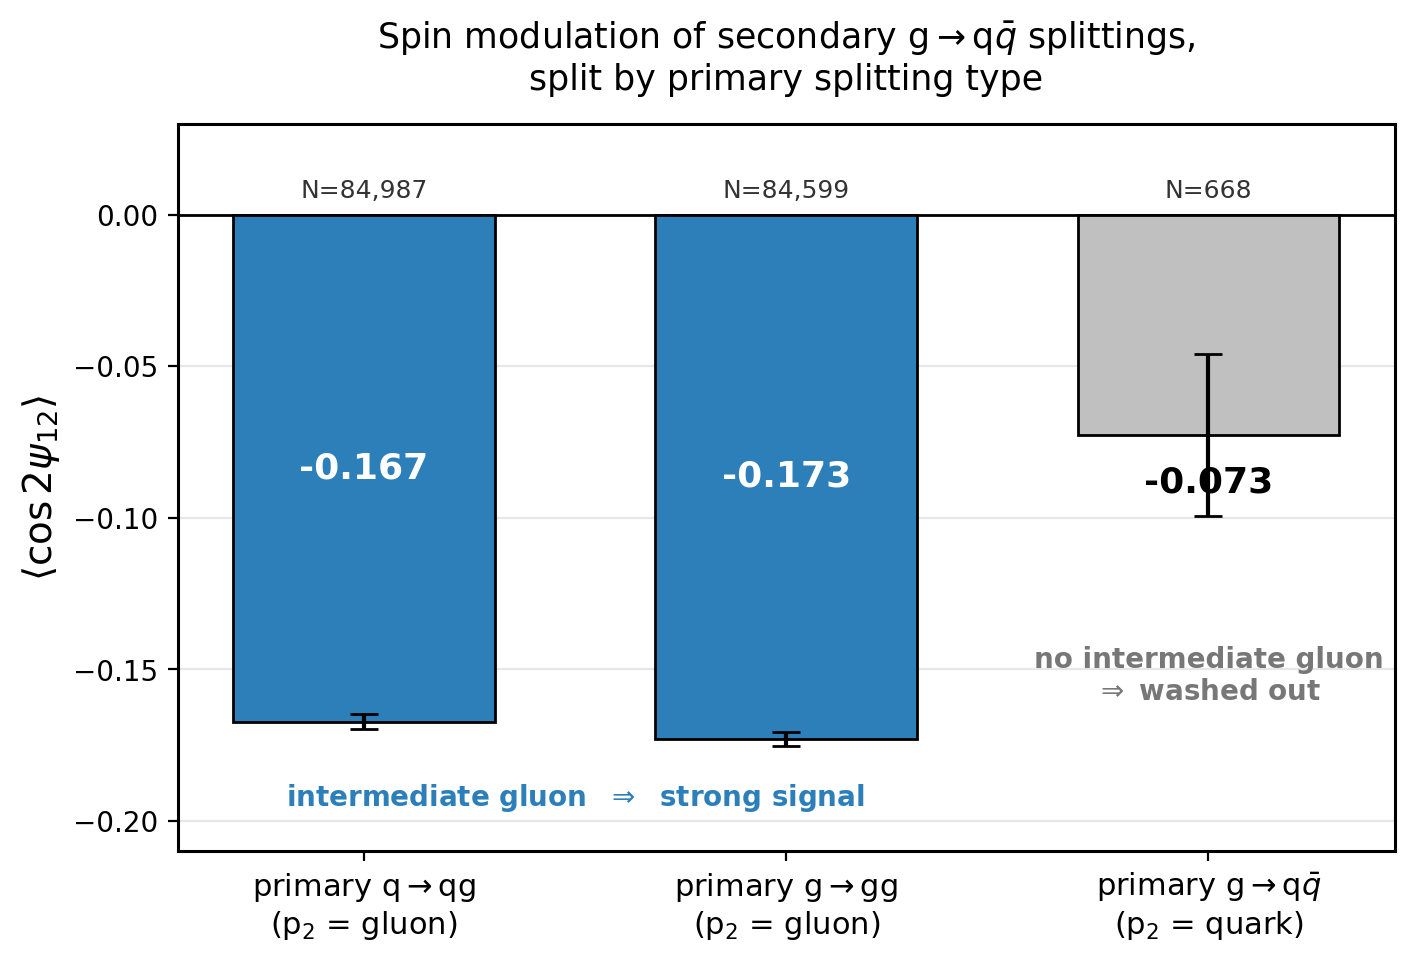 Spin modulation of secondary g→qq̄ splittings,
split by primary splitting type
N=84,987
N=84,599
N=668
0.00
−0.05
−0.10
−0.15
−0.20
⟨cos 2ψ₁₂⟩
-0.167
-0.173
-0.073
no intermediate gluon
⇒ washed out
intermediate gluon ⇒ strong signal
primary q→qg
(p₂ = gluon)
primary g→gg
(p₂ = gluon)
primary g→qq̄
(p₂ = quark)